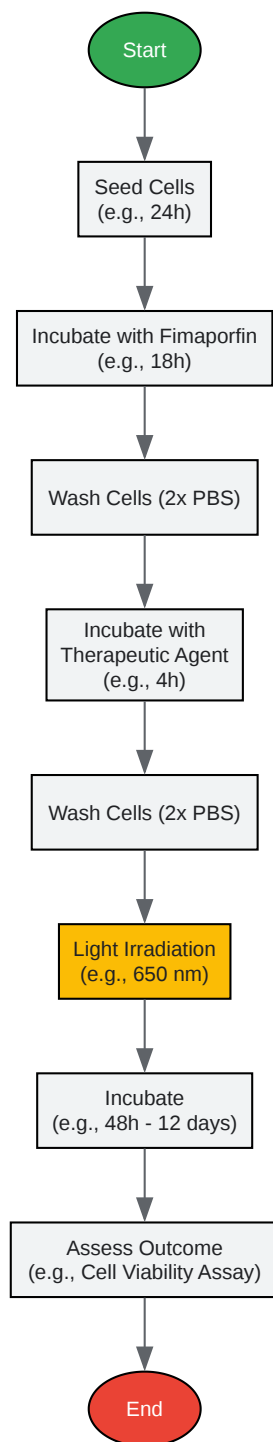 Start
Seed Cells
(e.g., 24h)
Incubate with Fimaporfin
(e.g., 18h)
Wash Cells (2x PBS)
Incubate with
Therapeutic Agent
(e.g., 4h)
Wash Cells (2x PBS)
Light Irradiation
(e.g., 650 nm)
Incubate
(e.g., 48h - 12 days)
Assess Outcome
(e.g., Cell Viability Assay)
End